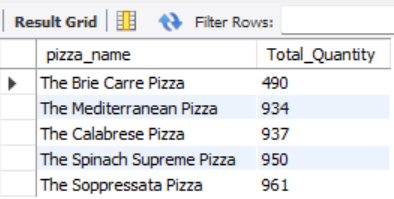 Result Grid Filter Rows:
pizza_name Total_Quantity
The Brie Carre Pizza 490
The Mediterranean Pizza 934
The Calabrese Pizza 937
The Spinach Supreme Pizza 950
The Soppressata Pizza 961